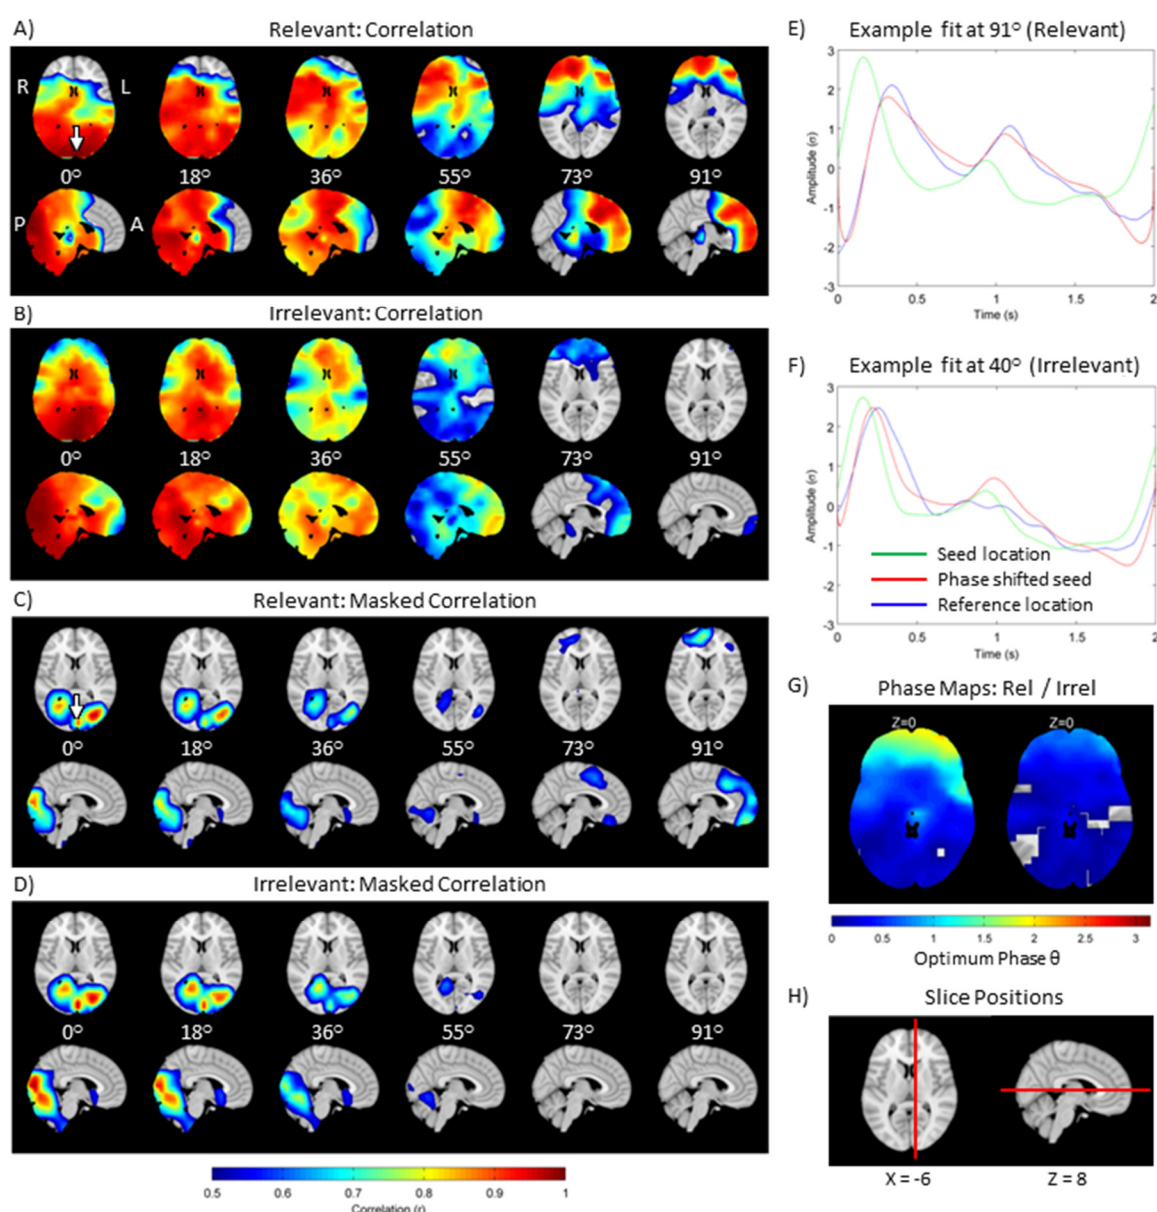 A) Relevant: Correlation
R L
0° 18° 36° 55° 73° 91°
P A
B) Irrelevant: Correlation
0° 18° 36° 55° 73° 91°
C) Relevant: Masked Correlation
0° 18° 36° 55° 73° 91°
D) Irrelevant: Masked Correlation
0° 18° 36° 55° 73° 91°
0.5 0.6 0.7 0.8 0.9 1
Correlation (r)
E) Example fit at 91° (Relevant)
Amplitude (σ)
3
2
1
0
-1
-2
-3
0 0.5 1 1.5 2
Time (s)
F) Example fit at 40° (Irrelevant)
Amplitude (σ)
3
2
1
0
-1
-2
-3
Seed location
Phase shifted seed
Reference location
0 0.5 1 1.5 2
Time (s)
G) Phase Maps: Rel / Irrel
Z=0 Z=0
0 0.5 1 1.5 2 2.5 3
Optimum Phase θ
H) Slice Positions
X = -6 Z = 8